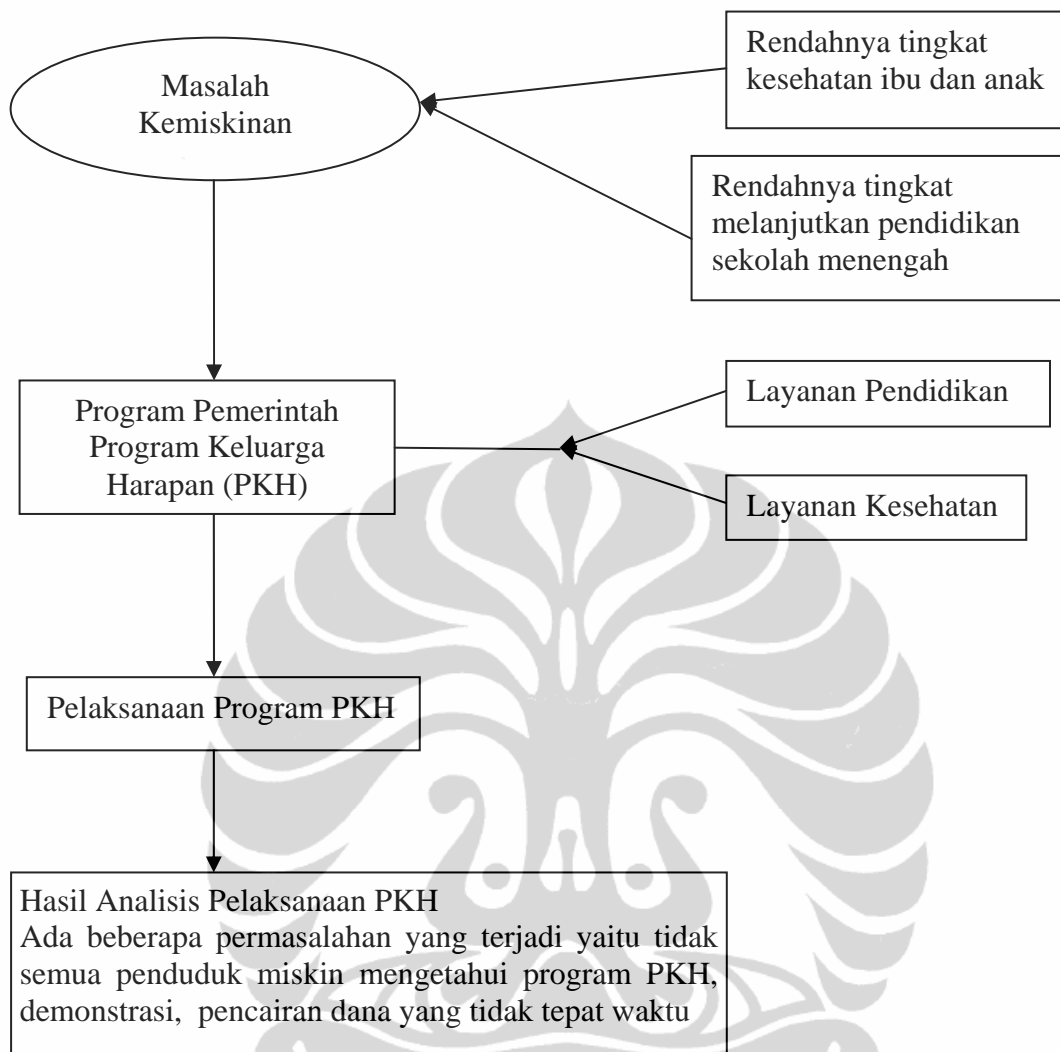 Masalah
Kemiskinan
Rendahnya tingkat
kesehatan ibu dan anak
Rendahnya tingkat
melanjutkan pendidikan
sekolah menengah
Program Pemerintah
Program Keluarga
Harapan (PKH)
Layanan Pendidikan
Layanan Kesehatan
Pelaksanaan Program PKH
Hasil Analisis Pelaksanaan PKH
Ada beberapa permasalahan yang terjadi yaitu tidak
semua penduduk miskin mengetahui program PKH,
demonstrasi, pencairan dana yang tidak tepat waktu